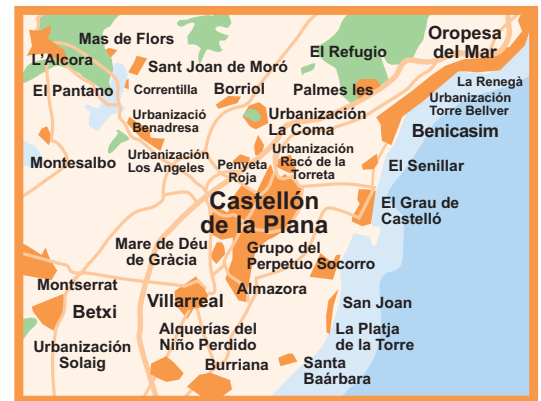 Mas de Flors
L'Alcora
El Refugio
Oropesa
del Mar
Sant Joan de Moró
El Pantano
Correntilla
Borriol
Palmes les
La Renegà
Urbanización
Torre Bellver
Urbanizació
Benadresa
Urbanización
La Coma
Benicasim
Montesalbo
Urbanización
Los Angeles
Penyeta
Roja
Urbanización
Racó de la
Torreta
El Senillar
Castellón
de la Plana
El Grau de
Castelló
Mare de Déu
de Gràcia
Grupo del
Perpetuo Socorro
Montserrat
Almazora
Betxi
Villarreal
San Joan
Alquerías del
Niño Perdido
La Platja
de la Torre
Urbanización
Solaig
Burriana
Santa
Baárbara